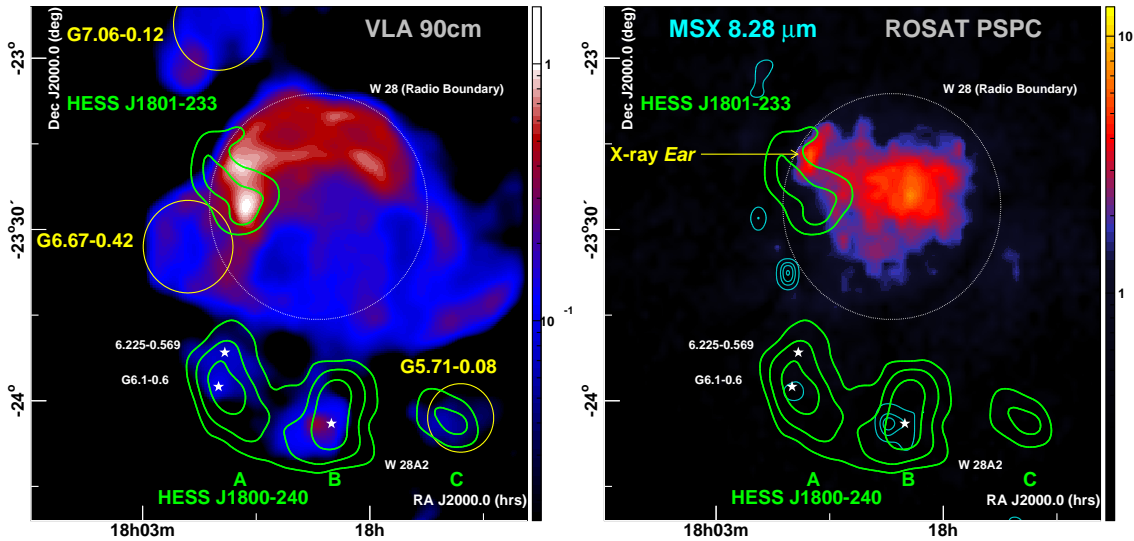 G7.06-0.12
VLA 90cm
Dec J2000.0 (deg)
-23°
W 28 (Radio Boundary)
HESS J1801-233
1
-23°30´
G6.67-0.42
10 -1
6.225-0.569
G6.1-0.6
G5.71-0.08
-24°
W 28A2
A B C
HESS J1800-240
RA J2000.0 (hrs)
18h03m 18h
MSX 8.28 μm
ROSAT PSPC
Dec J2000.0 (deg)
-23°
10
W 28 (Radio Boundary)
HESS J1801-233
X-ray Ear
-23°30´
1
6.225-0.569
G6.1-0.6
-24°
W 28A2
A B C
HESS J1800-240
RA J2000.0 (hrs)
18h03m 18h